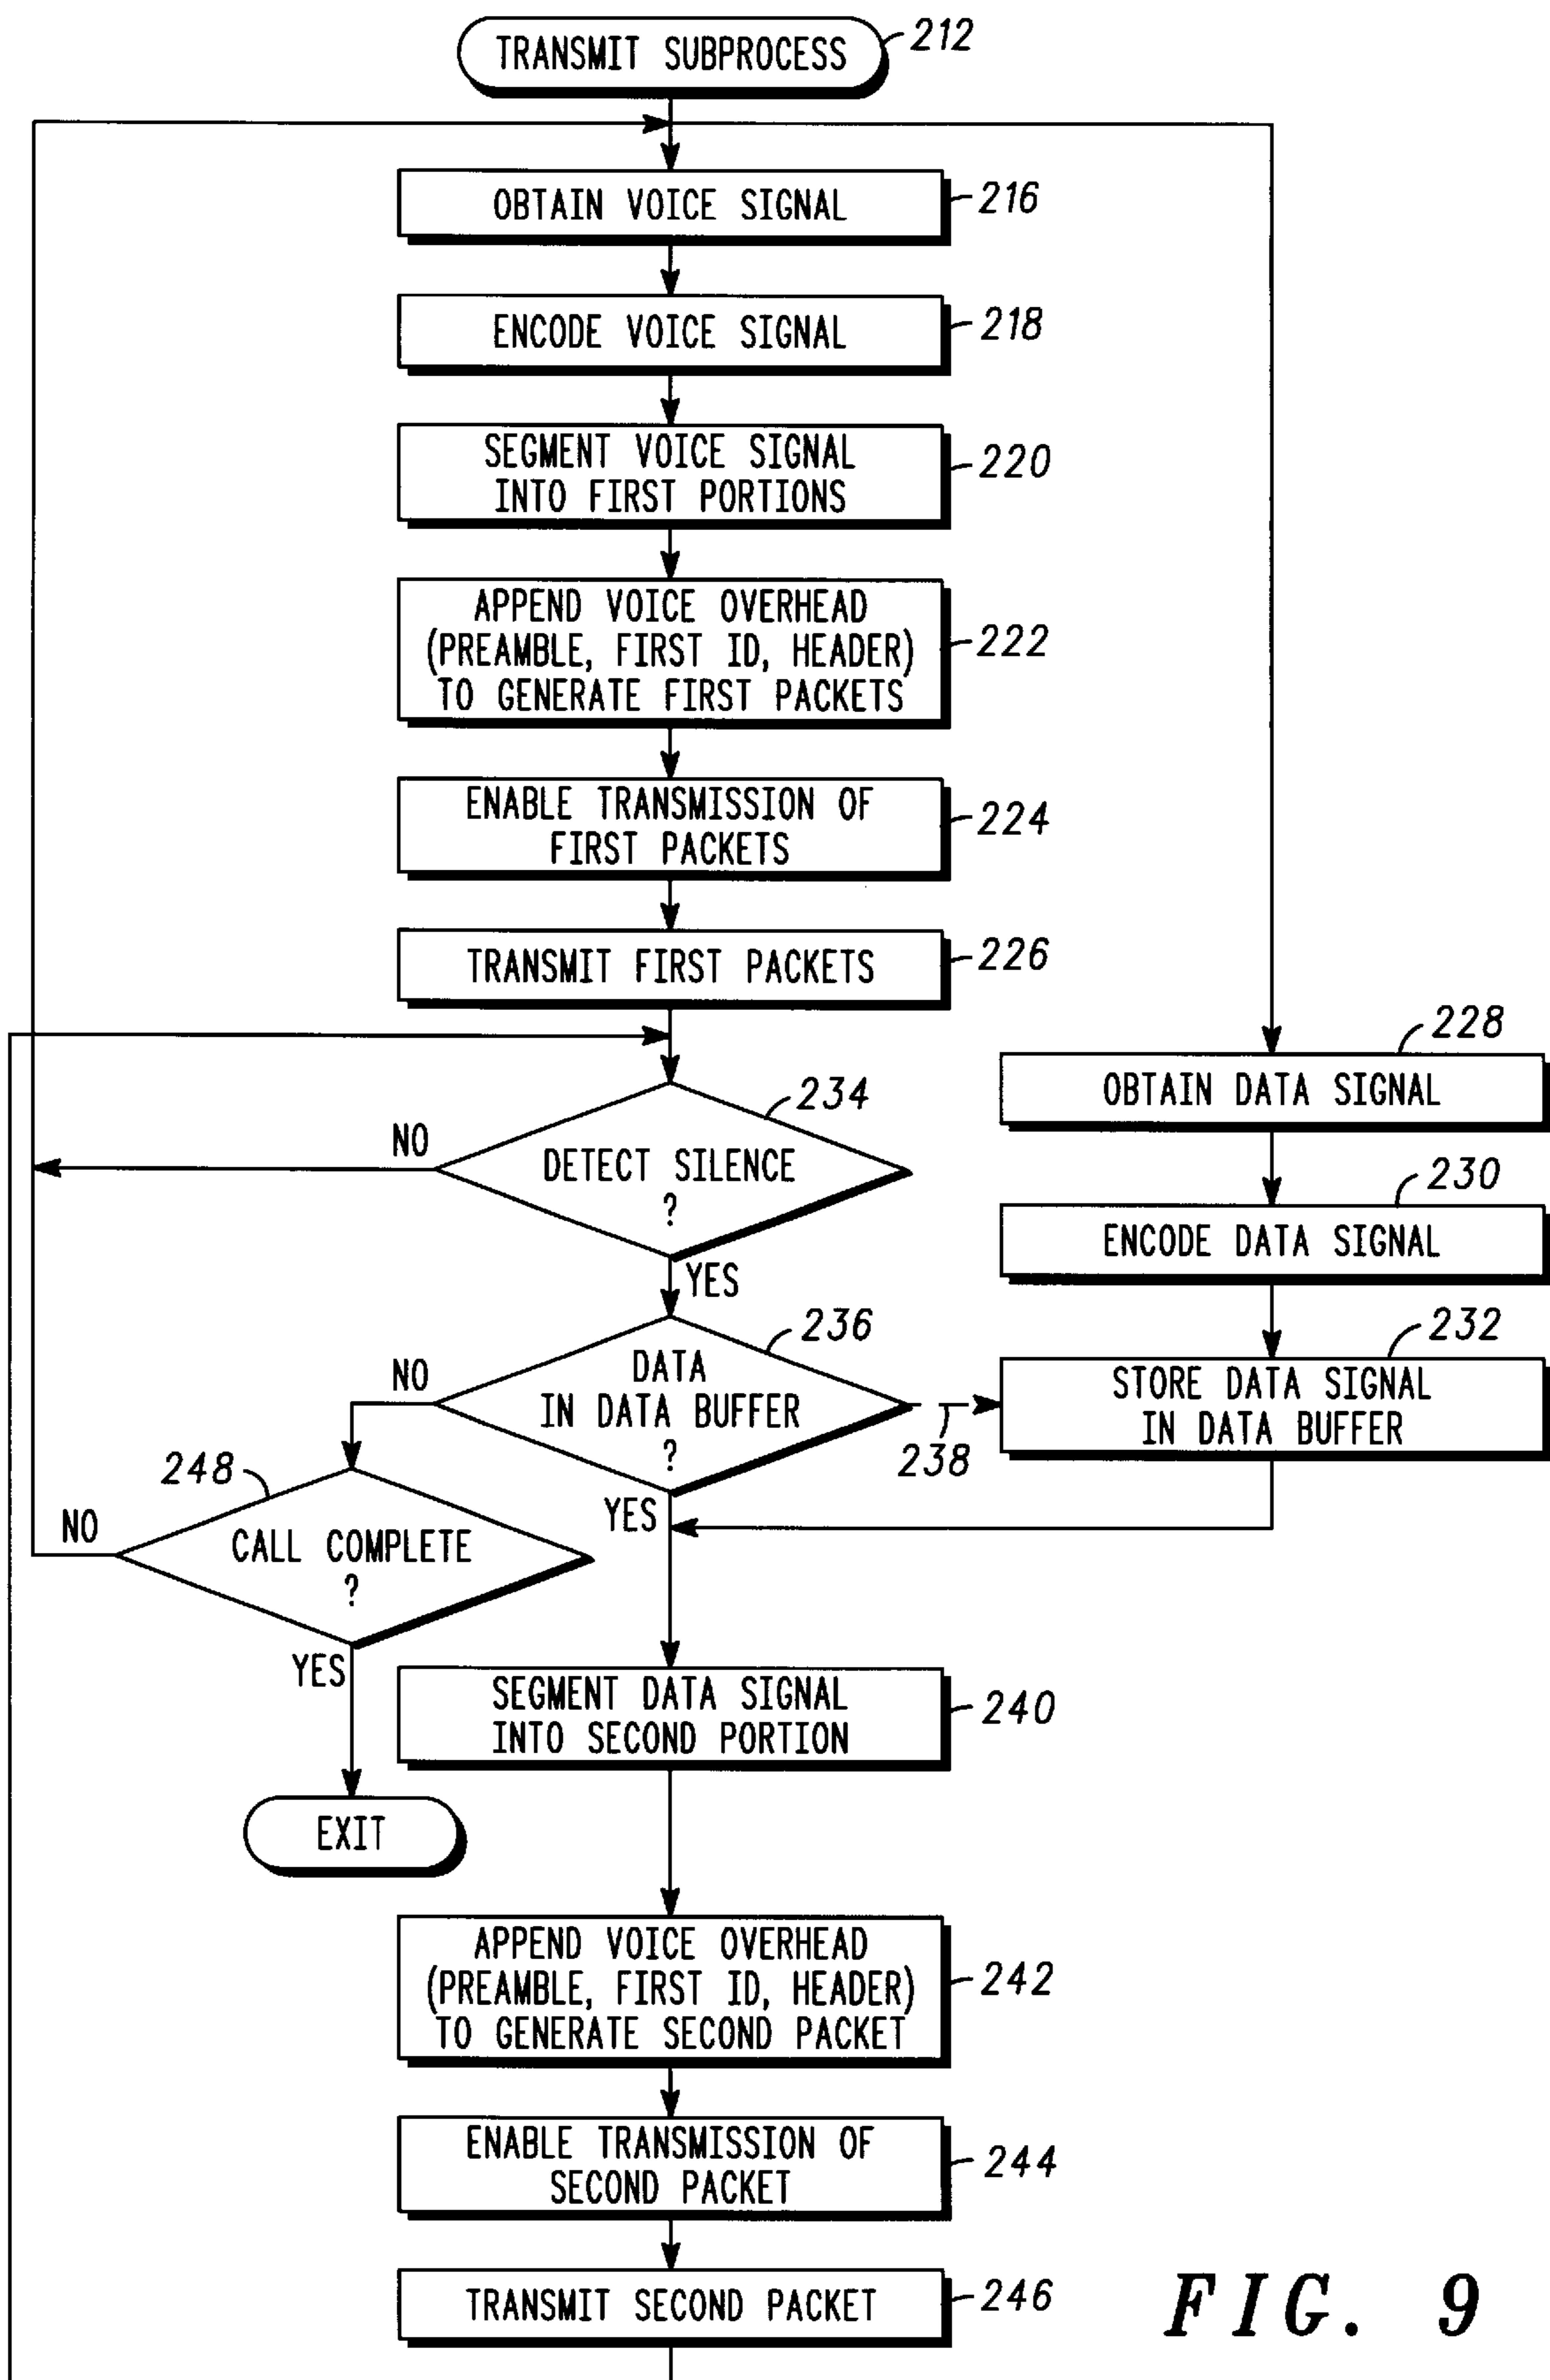 TRANSMIT SUBPROCESS
212
OBTAIN VOICE SIGNAL
216
ENCODE VOICE SIGNAL
218
SEGMENT VOICE SIGNAL
INTO FIRST PORTIONS
220
APPEND VOICE OVERHEAD
(PREAMBLE, FIRST ID, HEADER)
TO GENERATE FIRST PACKETS
222
ENABLE TRANSMISSION OF
FIRST PACKETS
224
TRANSMIT FIRST PACKETS
226
228
OBTAIN DATA SIGNAL
230
ENCODE DATA SIGNAL
232
STORE DATA SIGNAL
IN DATA BUFFER
234
NO
DETECT SILENCE
?
YES
236
NO
DATA
IN DATA BUFFER
?
238
YES
248
NO
CALL COMPLETE
?
YES
EXIT
SEGMENT DATA SIGNAL
INTO SECOND PORTION
240
APPEND VOICE OVERHEAD
(PREAMBLE, FIRST ID, HEADER)
TO GENERATE SECOND PACKET
242
ENABLE TRANSMISSION OF
SECOND PACKET
244
TRANSMIT SECOND PACKET
246
FIG. 9